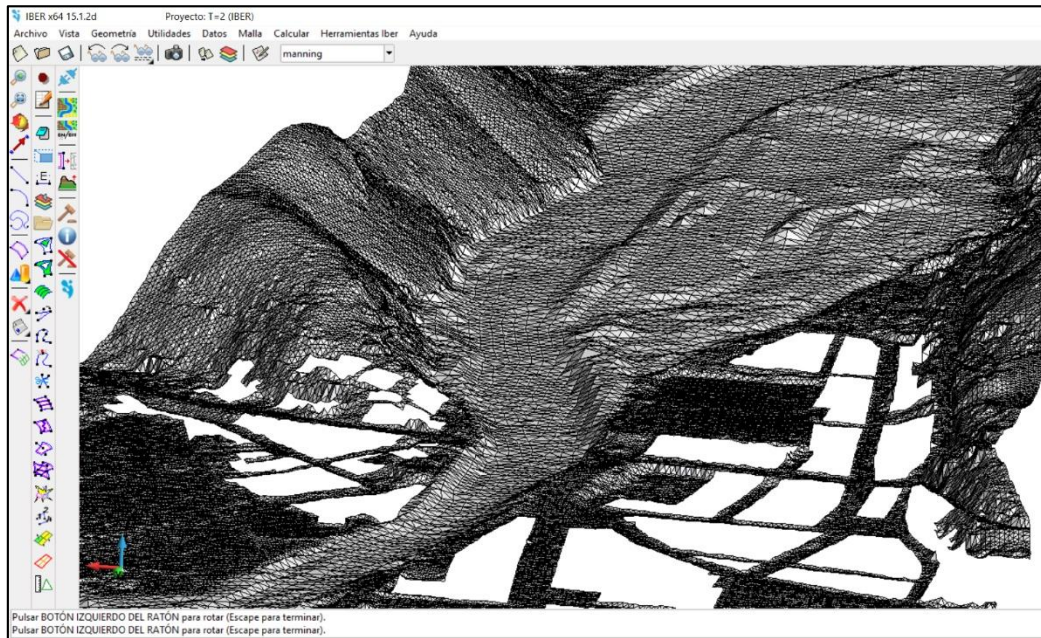 IBER x64 15.1.2d Proyecto: T=2 (IBER)
Archivo Vista Geometría Utilidades Datos Malla Calcular Herramientas Iber Ayuda
manning
E
Pulsar BOTÓN IZQUIERDO DEL RATÓN para rotar (Escape para terminar).
Pulsar BOTÓN IZQUIERDO DEL RATÓN para rotar (Escape para terminar).